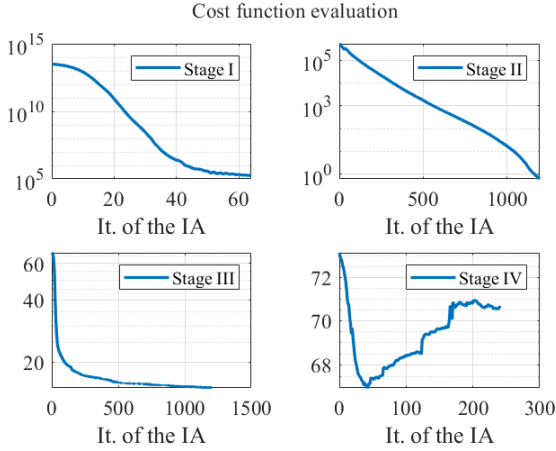 Cost function evaluation
10^15
10^10
10^5
Stage I
0 20 40 60
It. of the IA
10^5
10^3
10^0
Stage II
0 500 1000
It. of the IA
60
40
20
Stage III
0 500 1000 1500
It. of the IA
72
70
68
Stage IV
0 100 200 300
It. of the IA